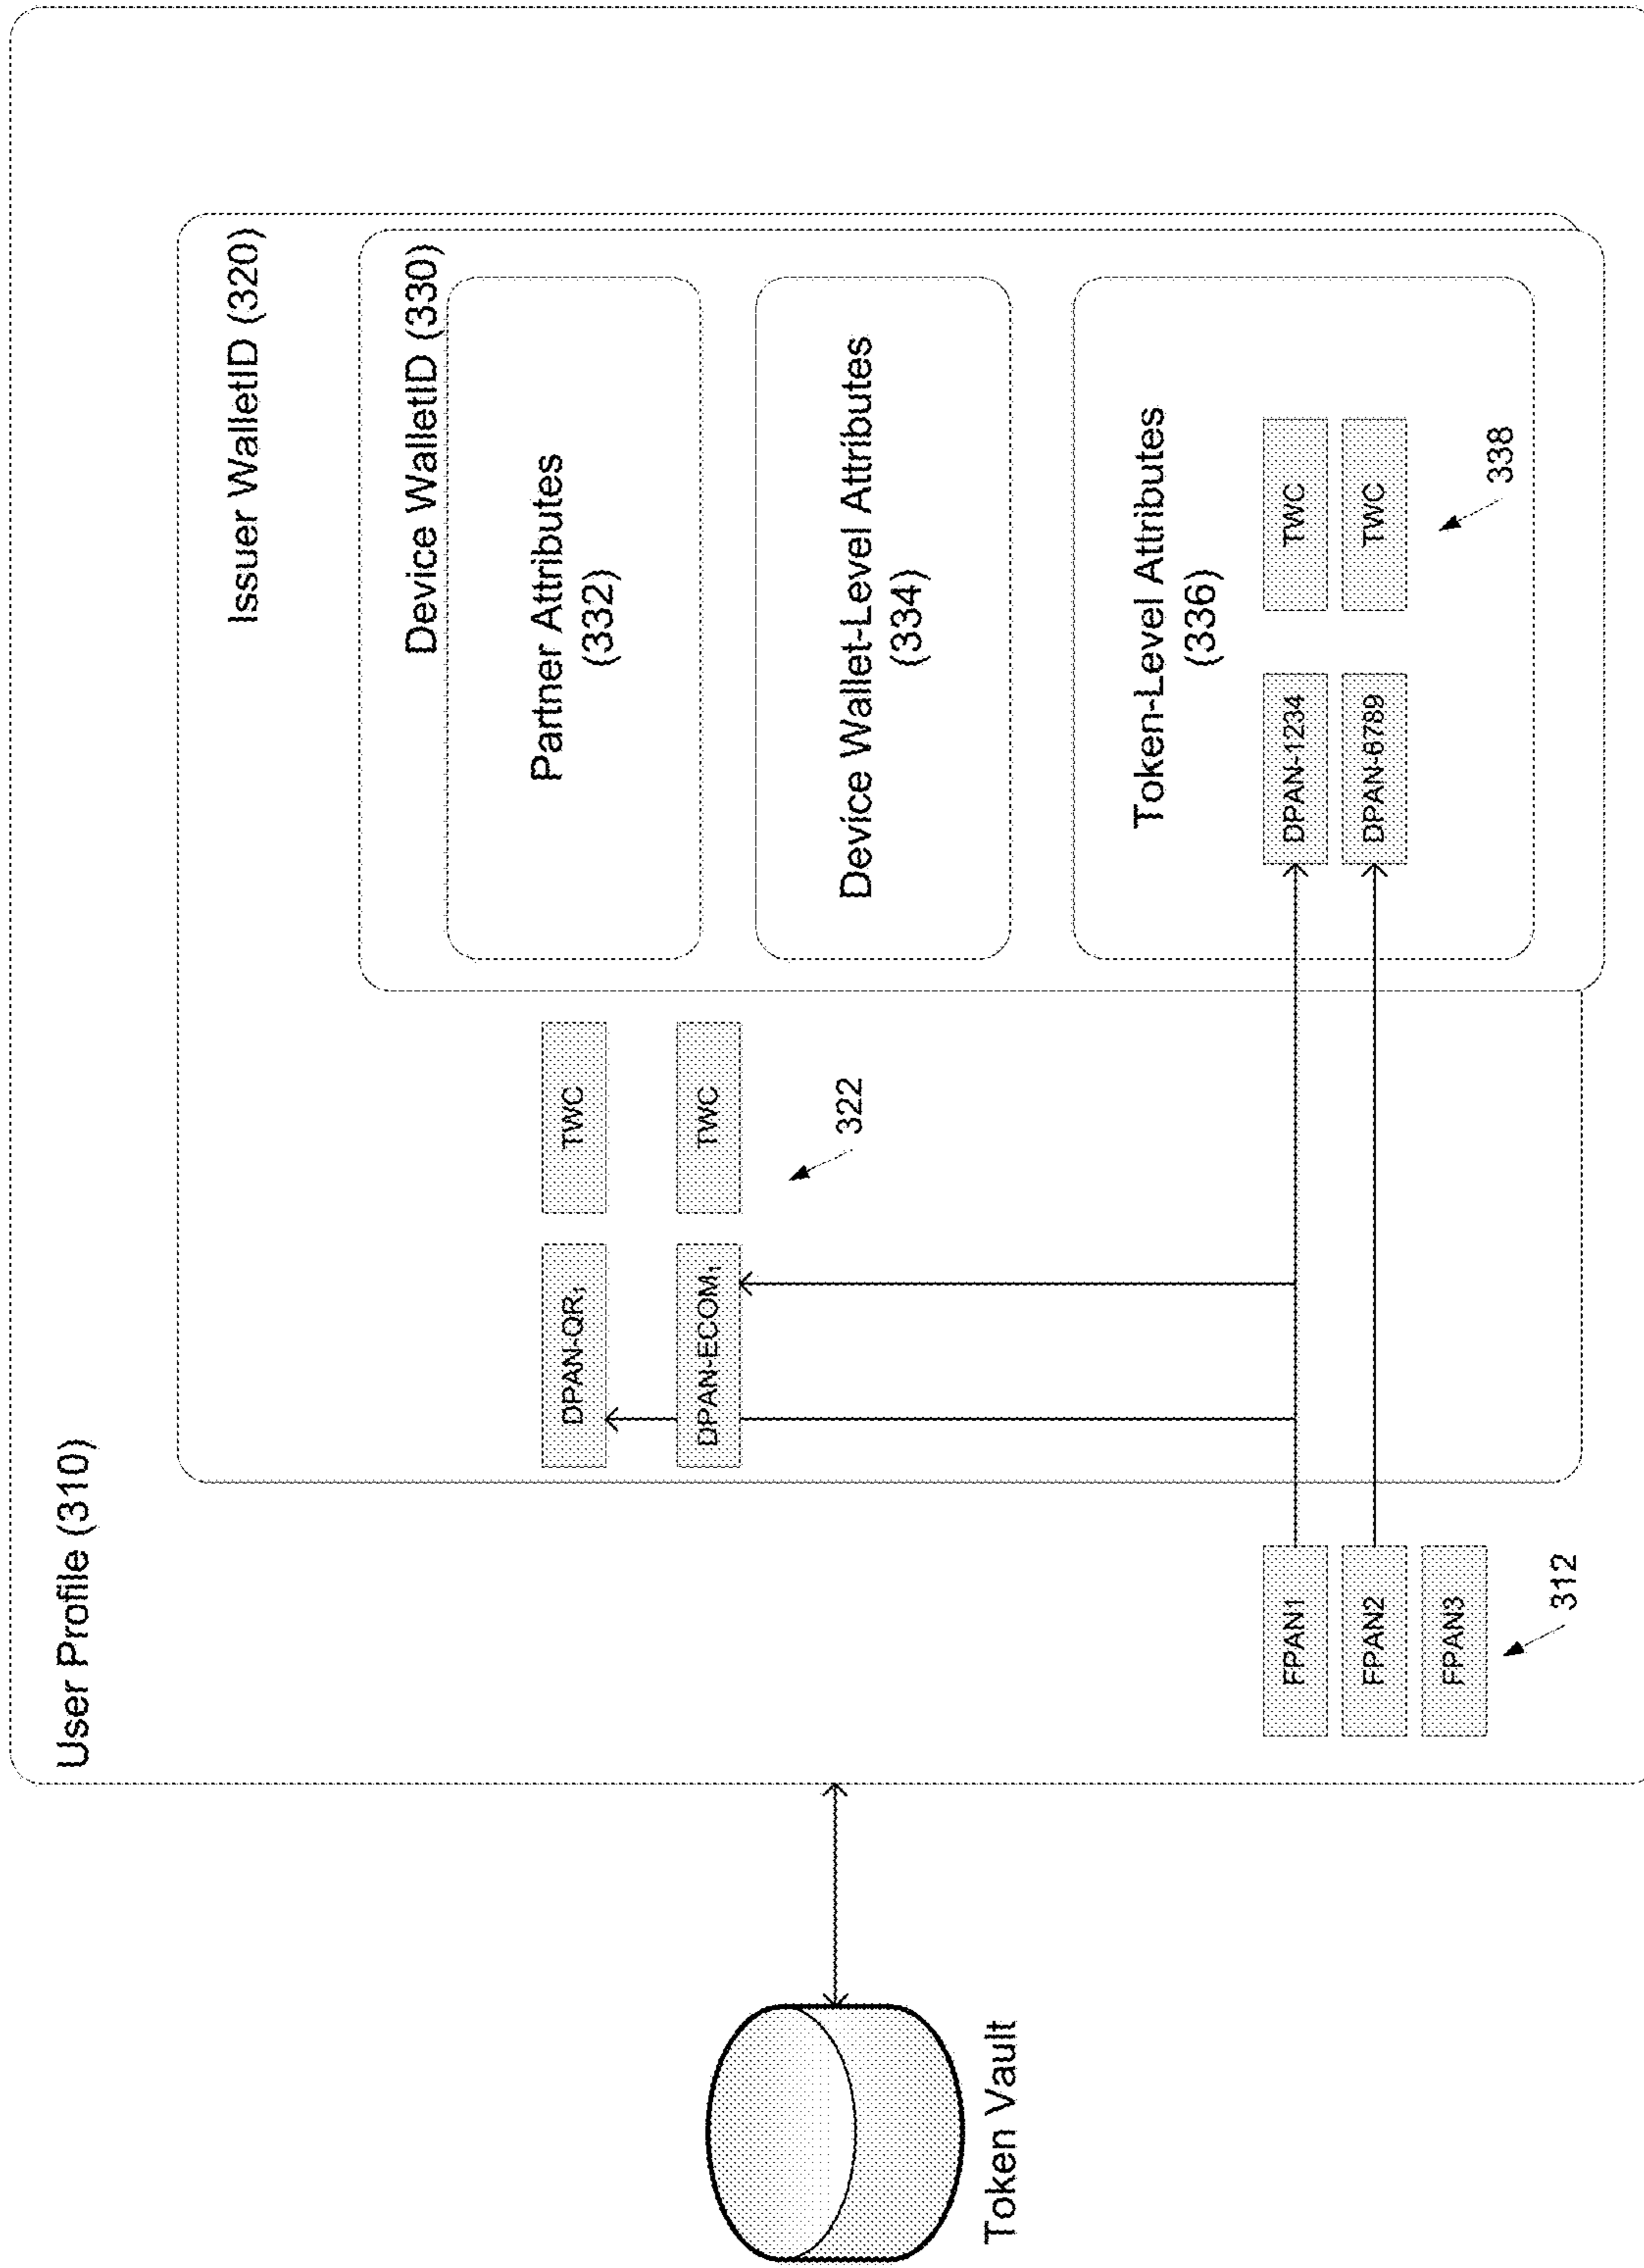 User Profile (310)
Issuer WalletID (320)
Device WalletID (330)
Partner Attributes
(332)
DPAN-QR₁
TWC
DPAN-ECOM₁
TWC
322
Device Wallet-Level Attributes
(334)
Token-Level Attributes
(336)
FPAN1
DPAN-1234
TWC
FPAN2
DPAN-6789
TWC
FPAN3
338
312
Token Vault